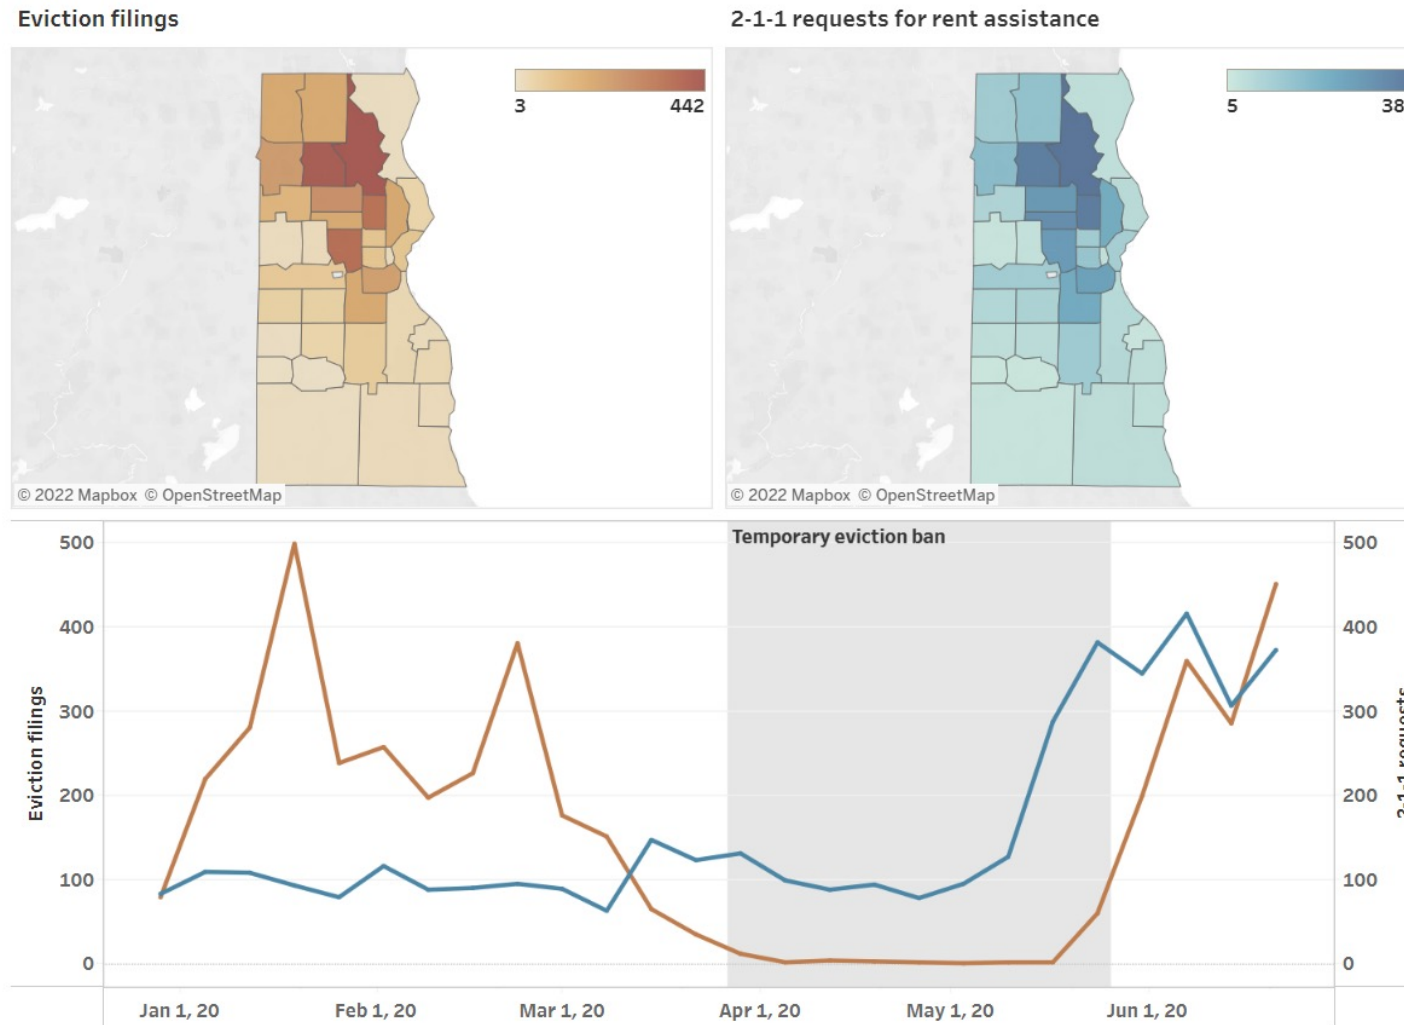 Eviction filings
2-1-1 requests for rent assistance
3
442
5
© 2022 Mapbox © OpenStreetMap
© 2022 Mapbox © OpenStreetMap
Temporary eviction ban
500
400
300
200
100
0
Eviction filings
500
400
300
200
100
0
Jan 1, 20
Feb 1, 20
Mar 1, 20
Apr 1, 20
May 1, 20
Jun 1, 20